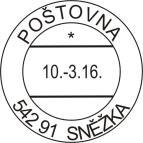 POŠTOVNA
*
10.-3.16.
542 91 SNĚŽKA